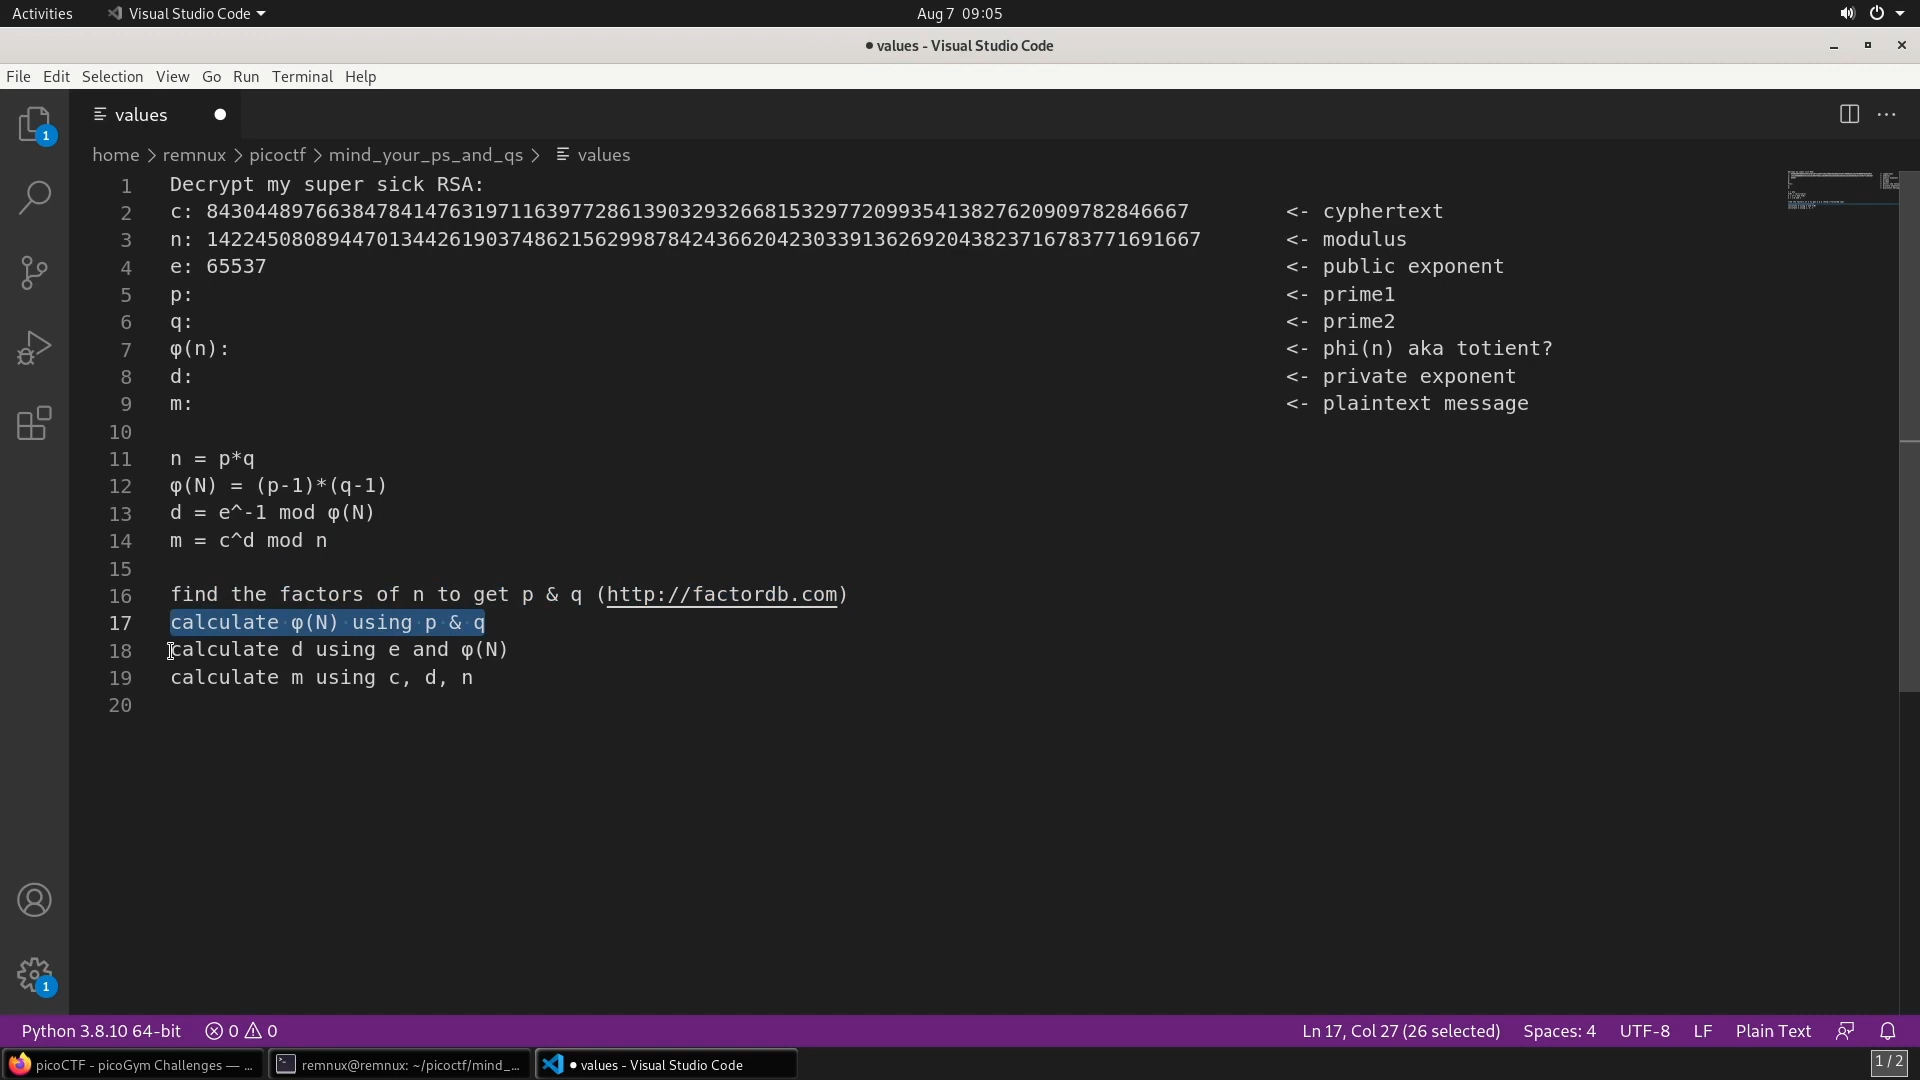 Activities Visual Studio Code Aug 7 09:05
● values - Visual Studio Code
File Edit Selection View Go Run Terminal Help
values
home > remnux > picoctf > mind_your_ps_and_qs > values
1 Decrypt my super sick RSA:
2 c: 8430448976638478414763197116397728613903293266815329772099354138276209097828​46667 <- cyphertext
3 n: 1422450808944701344261903748621562998784243662042303391362692043823716783771691667 <- modulus
4 e: 65537 <- public exponent
5 p: <- prime1
6 q: <- prime2
7 φ(n): <- phi(n) aka totient?
8 d: <- private exponent
9 m: <- plaintext message
10
11 n = p*q
12 φ(N) = (p-1)*(q-1)
13 d = e^-1 mod φ(N)
14 m = c^d mod n
15
16 find the factors of n to get p & q (http://factordb.com)
17 calculate φ(N) using p & q
18 calculate d using e and φ(N)
19 calculate m using c, d, n
20
1
1
Python 3.8.10 64-bit 0 0 Ln 17, Col 27 (26 selected) Spaces: 4 UTF-8 LF Plain Text
picoCTF - picoGym Challenges — ... remnux@remnux: ~/picoctf/mind_... ● values - Visual Studio Code 1 / 2